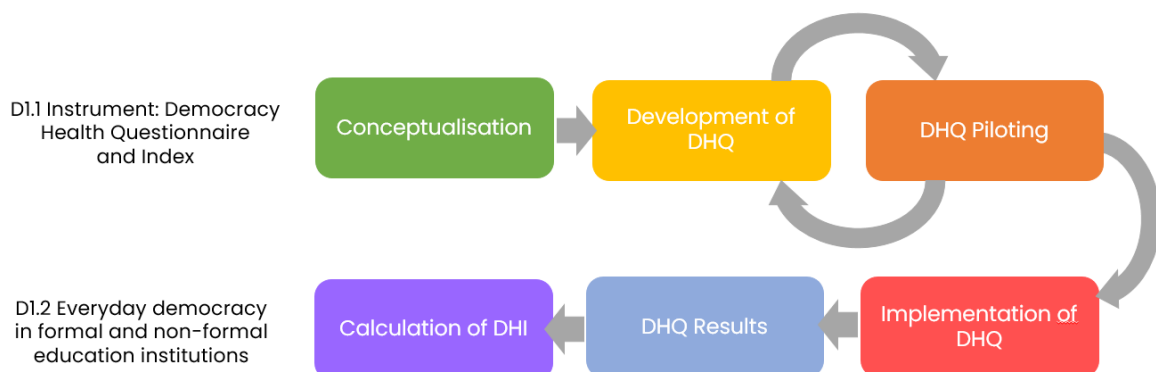 D1.1 Instrument: Democracy
Health Questionnaire
and Index
Conceptualisation
Development of
DHQ
DHQ Piloting
D1.2 Everyday democracy
in formal and non-formal
education institutions
Calculation of DHI
DHQ Results
Implementation of
DHQ